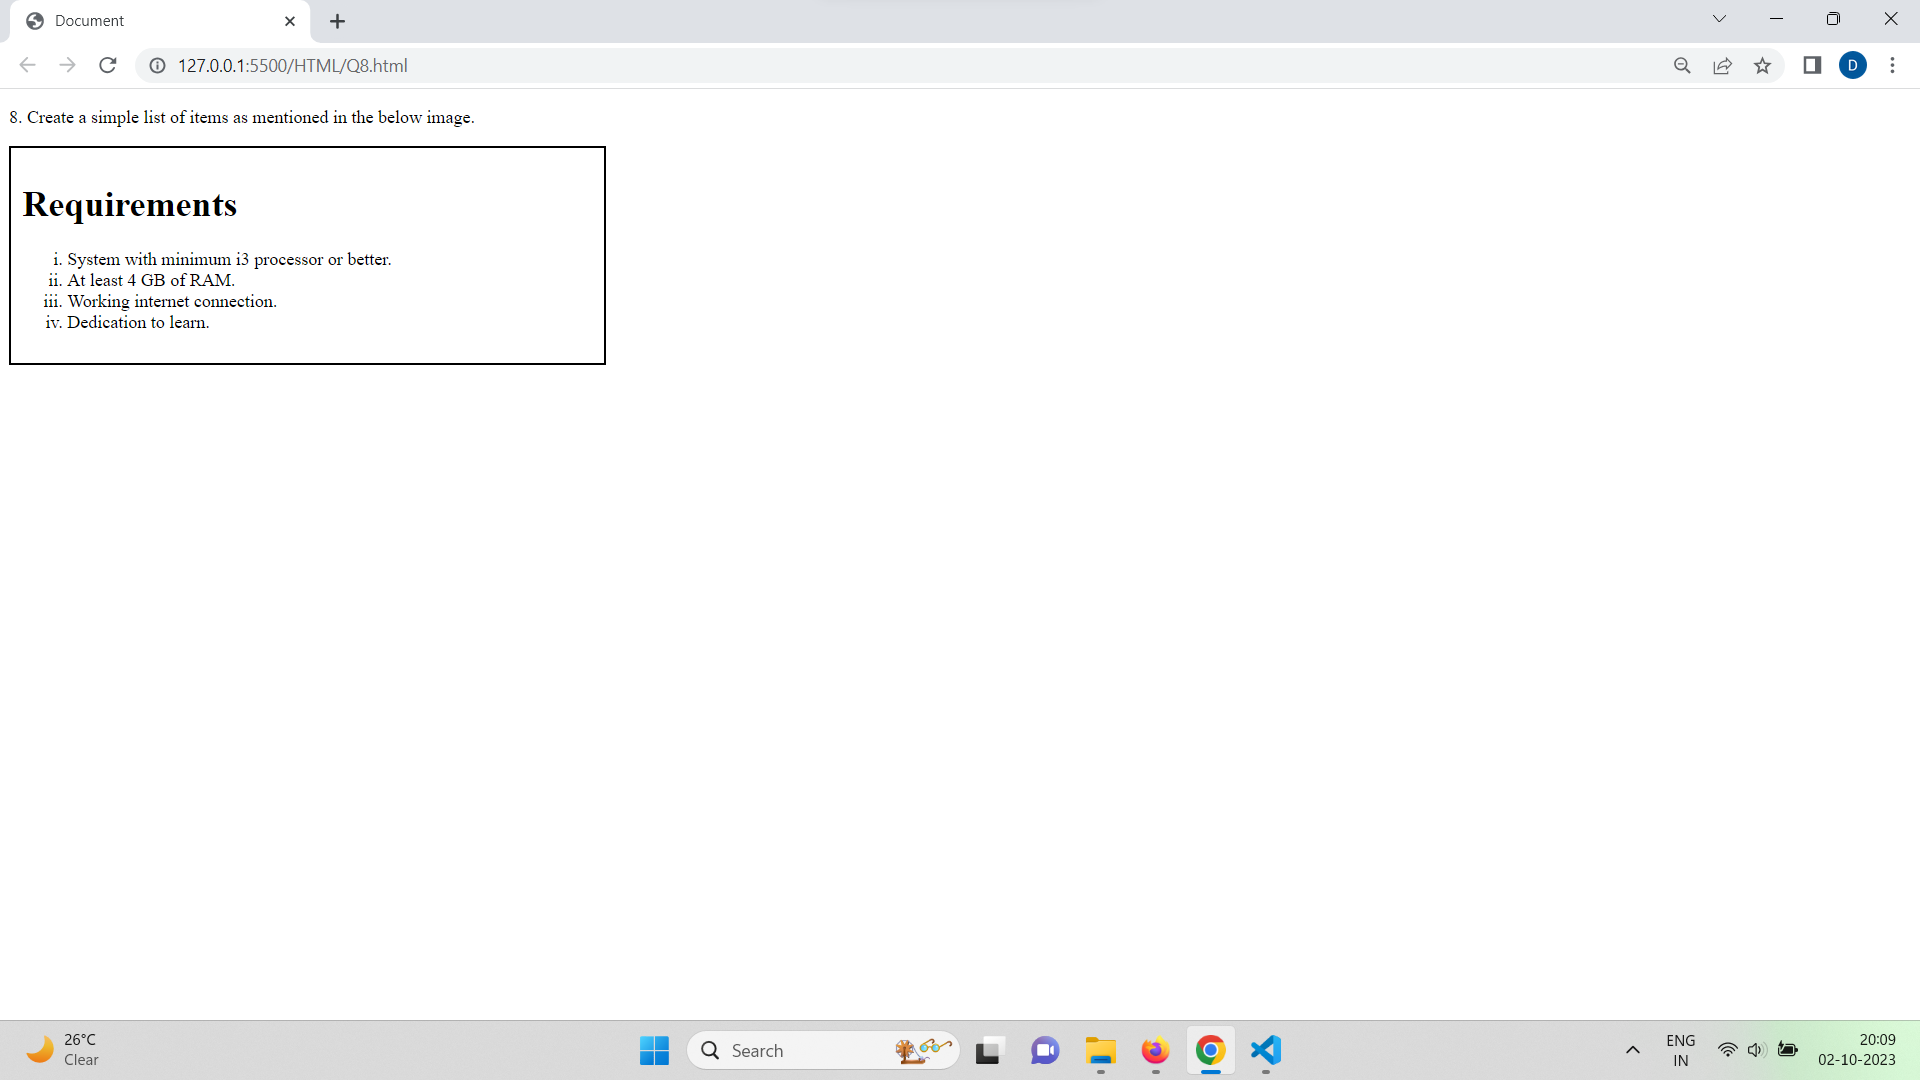 Document
127.0.0.1:5500/HTML/Q8.html
D
8. Create a simple list of items as mentioned in the below image.
Requirements
i. System with minimum i3 processor or better.
ii. At least 4 GB of RAM.
iii. Working internet connection.
iv. Dedication to learn.
26°C
Clear
Search
ENG
IN
20:09
02-10-2023